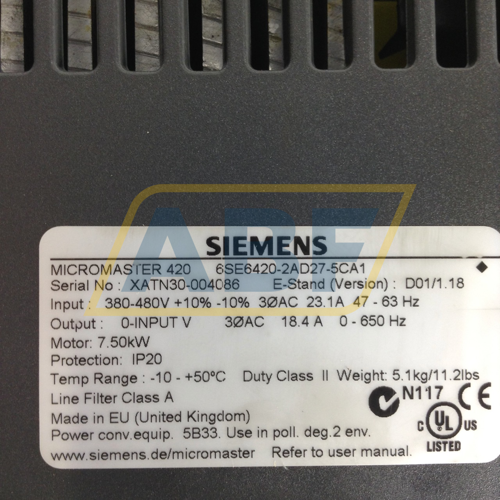 ABF
SIEMENS
MICROMASTER 420 6SE6420-2AD27-5CA1
Serial No : XATN30-004086 E-Stand (Version) : D01/1.18
Input : 380-480V +10% -10% 3ØAC 23.1A 47 - 63 Hz
Output : 0-INPUT V 3ØAC 18.4 A 0 - 650 Hz
Motor: 7.50kW
Protection: IP20
Temp Range : -10 - +50°C Duty Class II Weight: 5.1kg/11.2lbs
Line Filter Class A
N117 CE
Made in EU (United Kingdom)
C UL US
LISTED
Power conv.equip. 5B33. Use in poll. deg.2 env.
www.siemens.de/micromaster Refer to user manual.